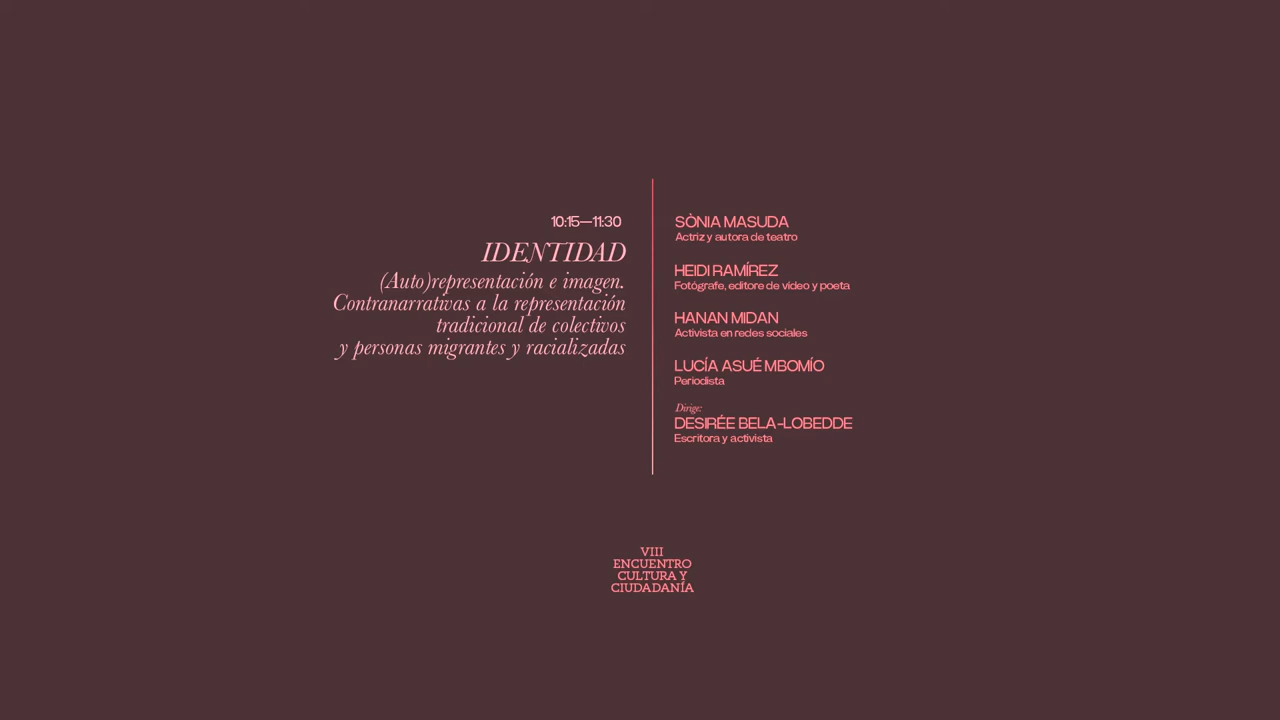 10:15—11:30
IDENTIDAD
(Auto)representación e imagen.
Contranarrativas a la representación
tradicional de colectivos
y personas migrantes y racializadas
SÒNIA MASUDA
Actriz y autora de teatro
HEIDI RAMÍREZ
Fotógrafe, editore de vídeo y poeta
HANAN MIDAN
Activista en redes sociales
LUCÍA ASUÉ MBOMÍO
Periodista
Dirige:
DESIRÉE BELA-LOBEDDE
Escritora y activista
VIII
ENCUENTRO
CULTURA Y
CIUDADANÍA